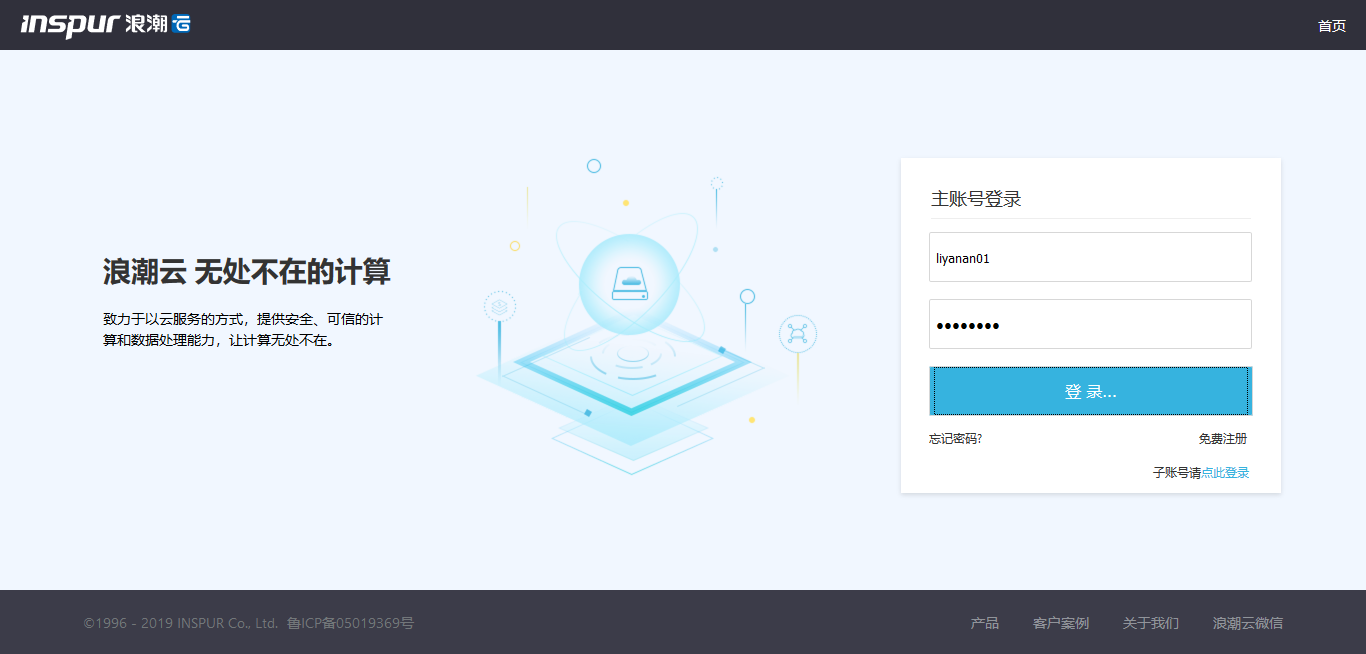 inspur 浪潮云
首页
主账号登录
liyanan01
••••••••
登 录...
忘记密码?
免费注册
子账号请点此登录
浪潮云 无处不在的计算
致力于以云服务的方式，提供安全、可信的计
算和数据处理能力，让计算无处不在。
©1996 - 2019 INSPUR Co., Ltd. 鲁ICP备05019369号
产品 客户案例 关于我们 浪潮云微信